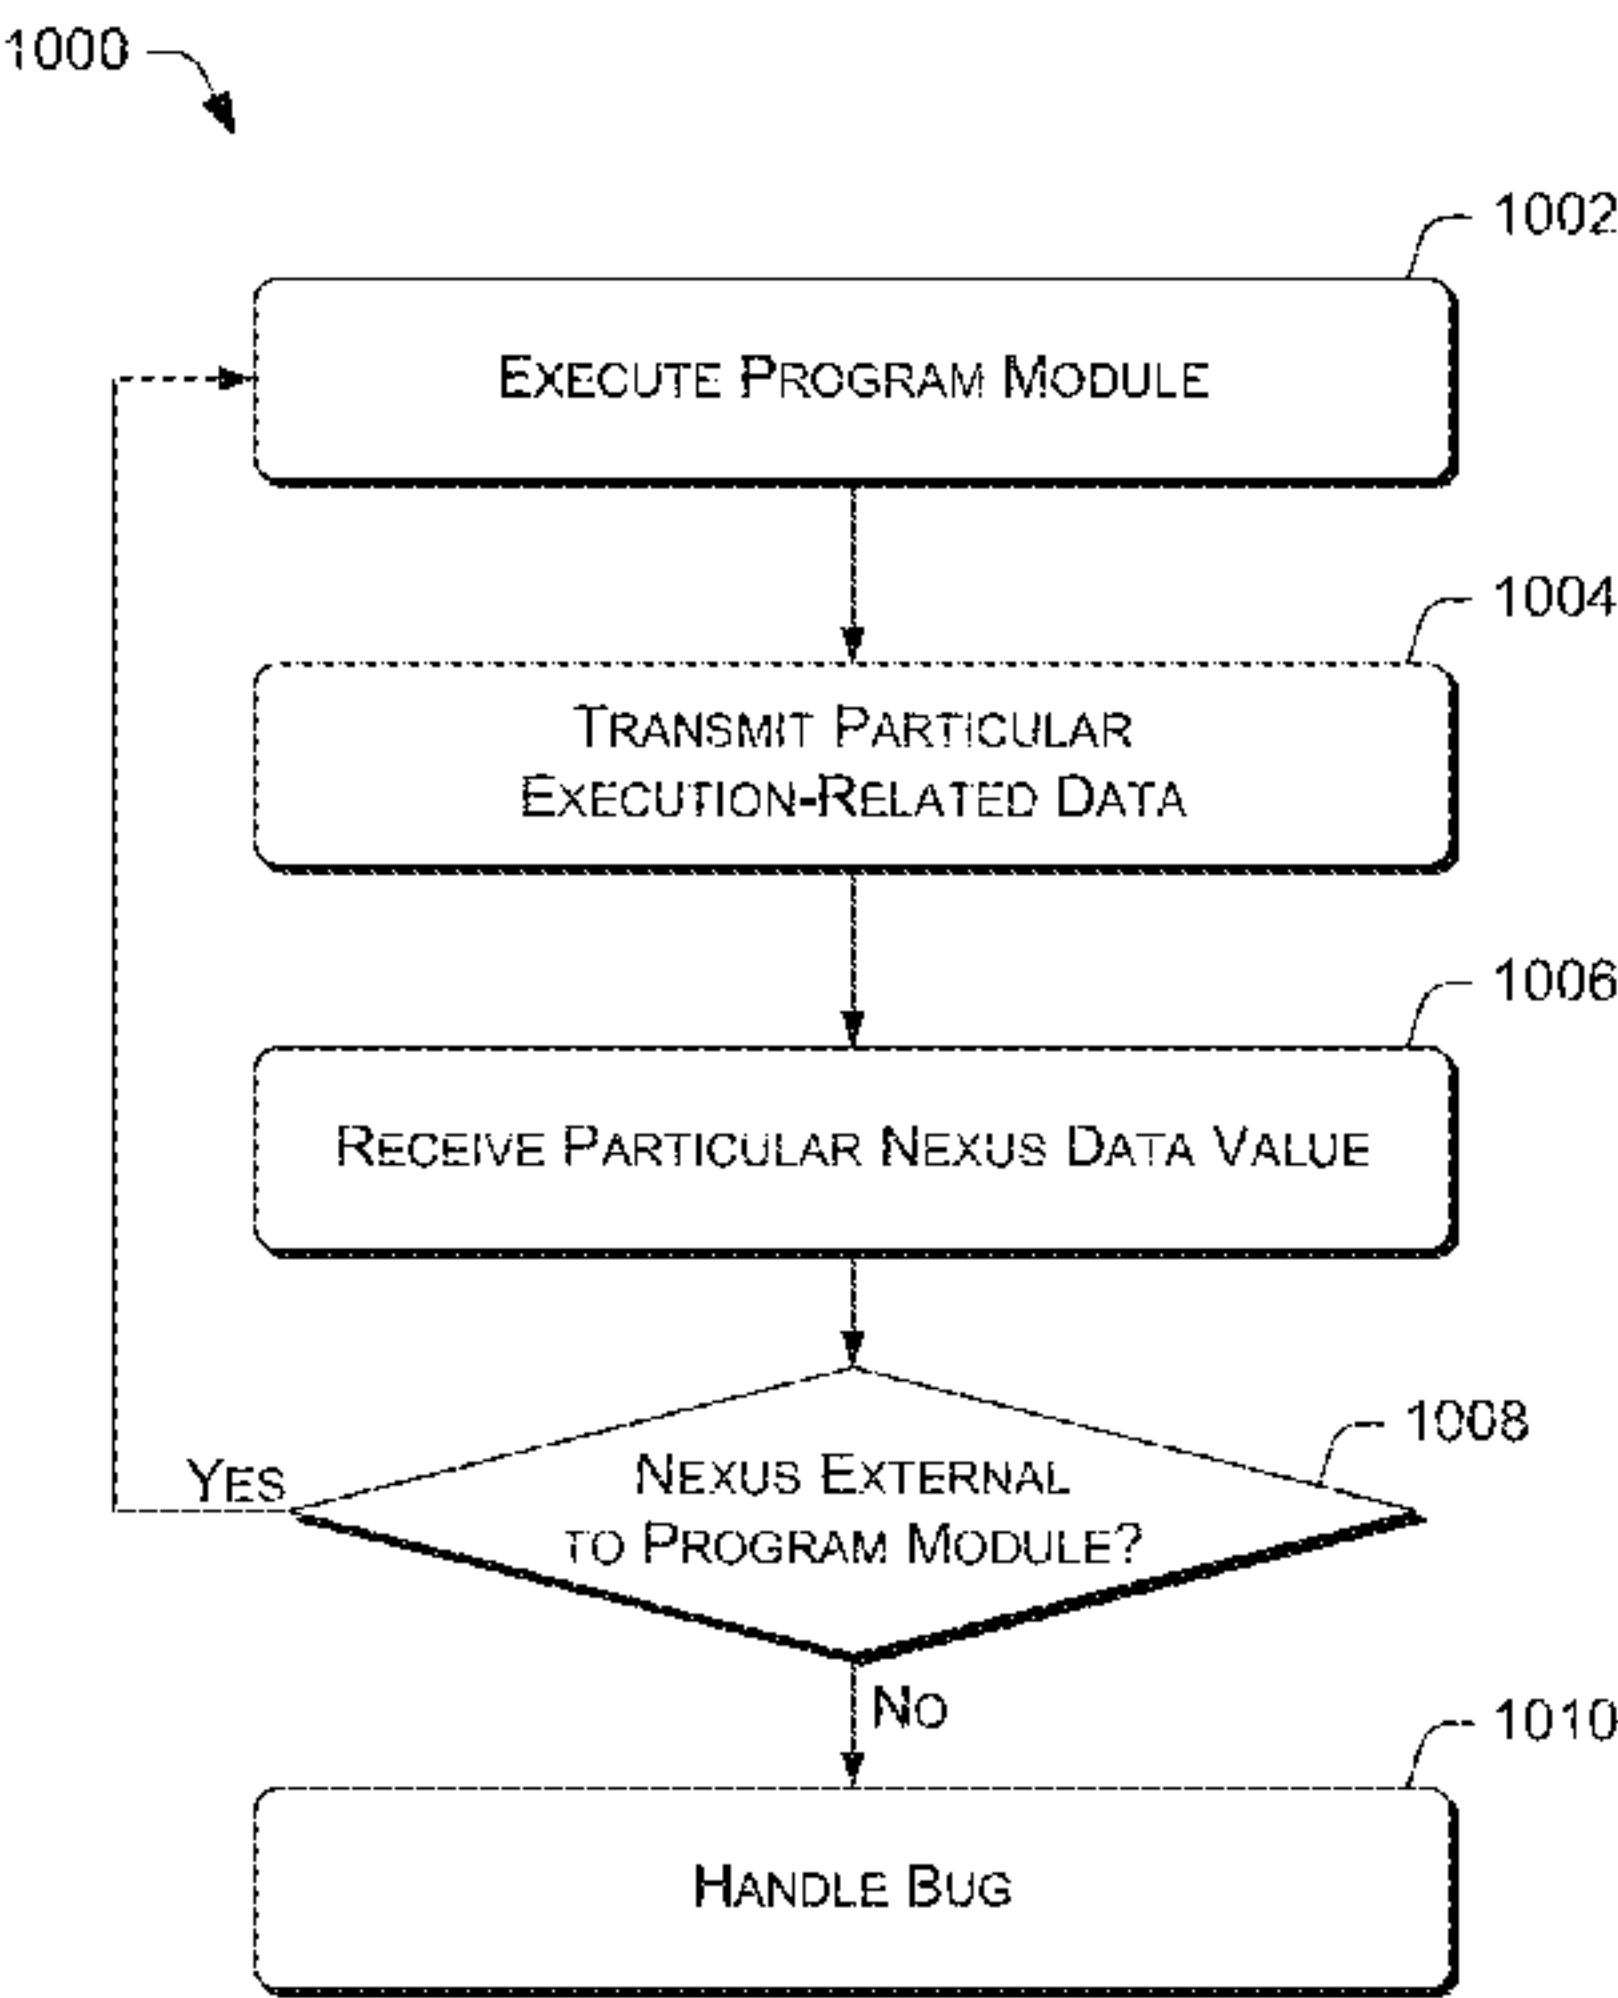 1000
1002
EXECUTE PROGRAM MODULE
1004
TRANSMIT PARTICULAR
EXECUTION-RELATED DATA
1006
RECEIVE PARTICULAR NEXUS DATA VALUE
1008
NEXUS EXTERNAL
TO PROGRAM MODULE?
YES
NO
1010
HANDLE BUG